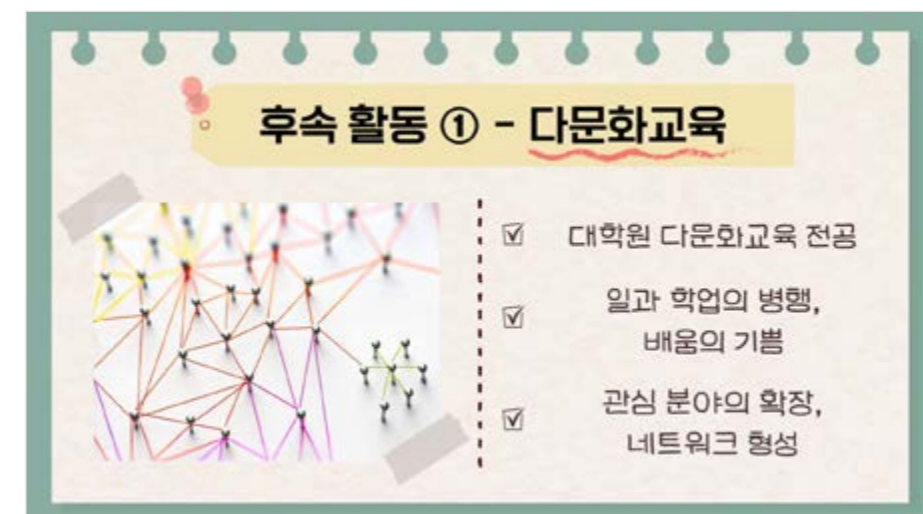 후속 활동 ① - 다문화교육
☑ 대학원 다문화교육 전공
☑ 일과 학업의 병행,
배움의 기쁨
☑ 관심 분야의 확장,
네트워크 형성